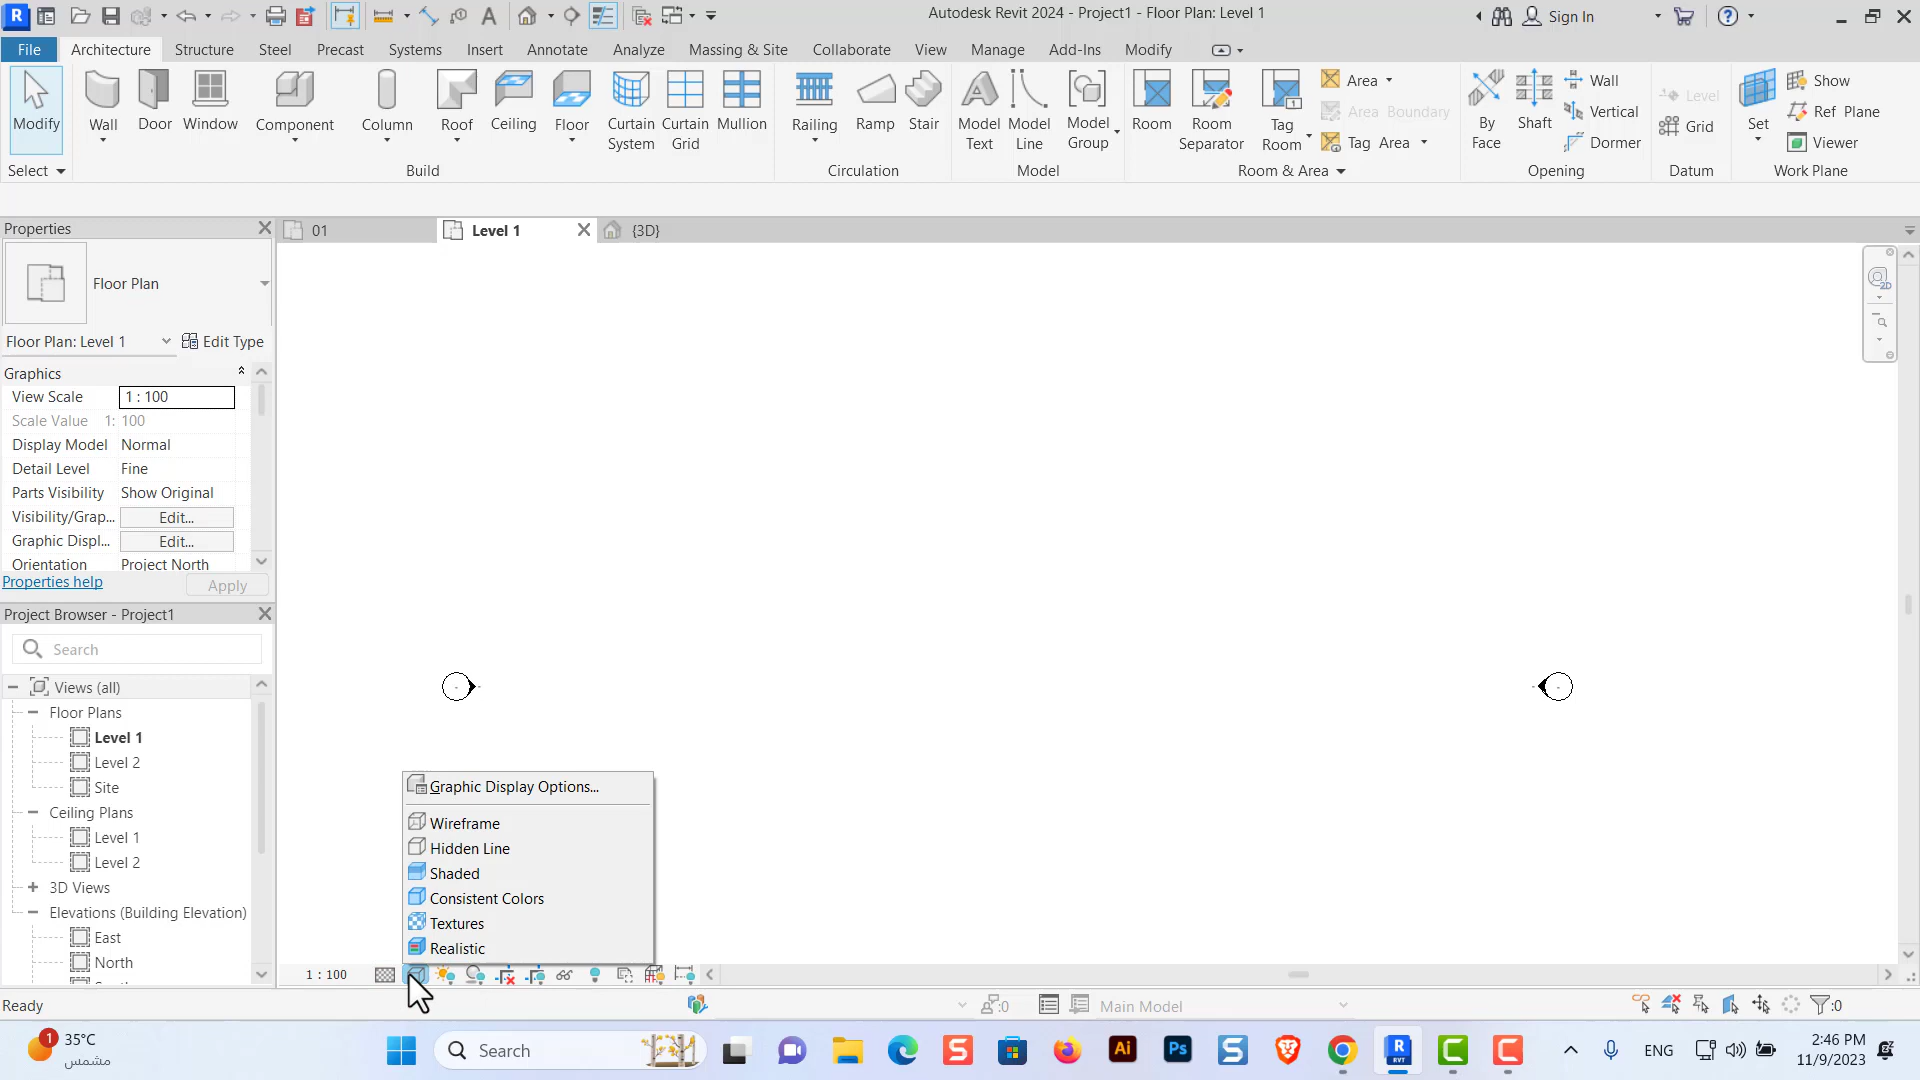 Autodesk Revit 2024 - Project1 - Floor Plan: Level 1
Sign In
File Architecture Structure Steel Precast Systems Insert Annotate Analyze Massing & Site Collaborate View Manage Add-Ins Modify
Modify
Wall
Door
Window
Component
Column
Roof
Ceiling
Floor
Curtain System
Curtain Grid
Mullion
Railing
Ramp
Stair
Model Text
Model Line
Model Group
Room
Room Separator
Tag Room
Area
Area Boundary
Tag Area
By Face
Shaft
Wall
Vertical
Dormer
Level
Grid
Set
Show
Ref Plane
Viewer
Select
Build
Circulation
Model
Room & Area
Opening
Datum
Work Plane
Properties
01
Level 1
{3D}
2D
Floor Plan
Floor Plan: Level 1
Edit Type
Graphics
View Scale 1 : 100
Scale Value 1: 100
Display Model Normal
Detail Level Fine
Parts Visibility Show Original
Visibility/Grap... Edit...
Graphic Displ... Edit...
Orientation Project North
Properties help
Apply
Project Browser - Project1
Search
Views (all)
Floor Plans
Level 1
Level 2
Site
Ceiling Plans
Level 1
Level 2
3D Views
Elevations (Building Elevation)
East
North
Graphic Display Options...
Wireframe
Hidden Line
Shaded
Consistent Colors
Textures
Realistic
1 : 100
Ready
:0
Main Model
:0
1
35°C
مشمس
Search
Ai
Ps
S
S
R
RVT
C
C
ENG
2:46 PM
11/9/2023